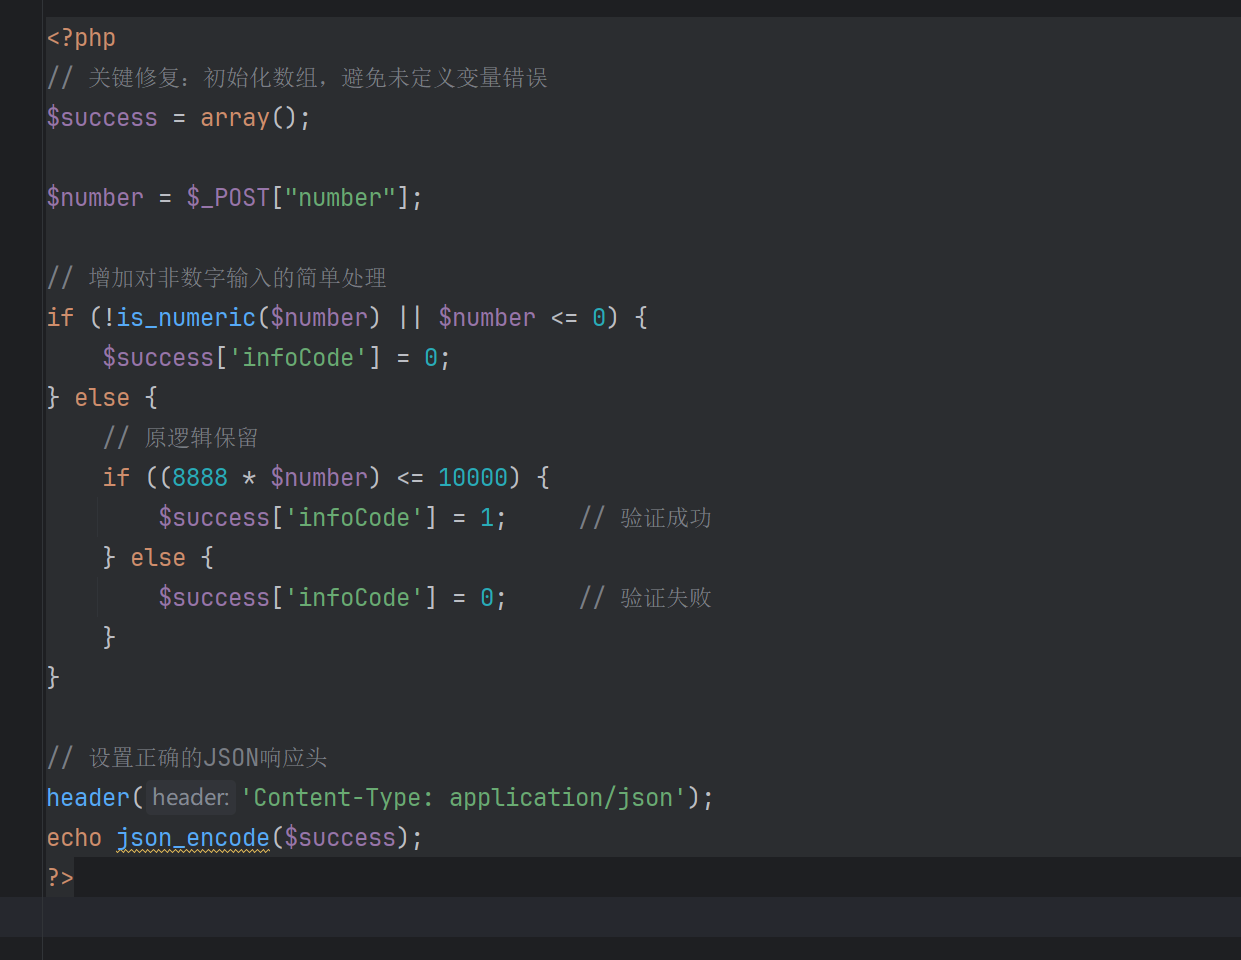 <?php
// 关键修复：初始化数组，避免未定义变量错误
$success = array();
$number = $_POST["number"];
// 增加对非数字输入的简单处理
if (!is_numeric($number) || $number <= 0) {
    $success['infoCode'] = 0;
} else {
    // 原逻辑保留
    if ((8888 * $number) <= 10000) {
        $success['infoCode'] = 1;     // 验证成功
    } else {
        $success['infoCode'] = 0;     // 验证失败
    }
}
// 设置正确的JSON响应头
header( header: 'Content-Type: application/json');
echo json_encode($success);
?>